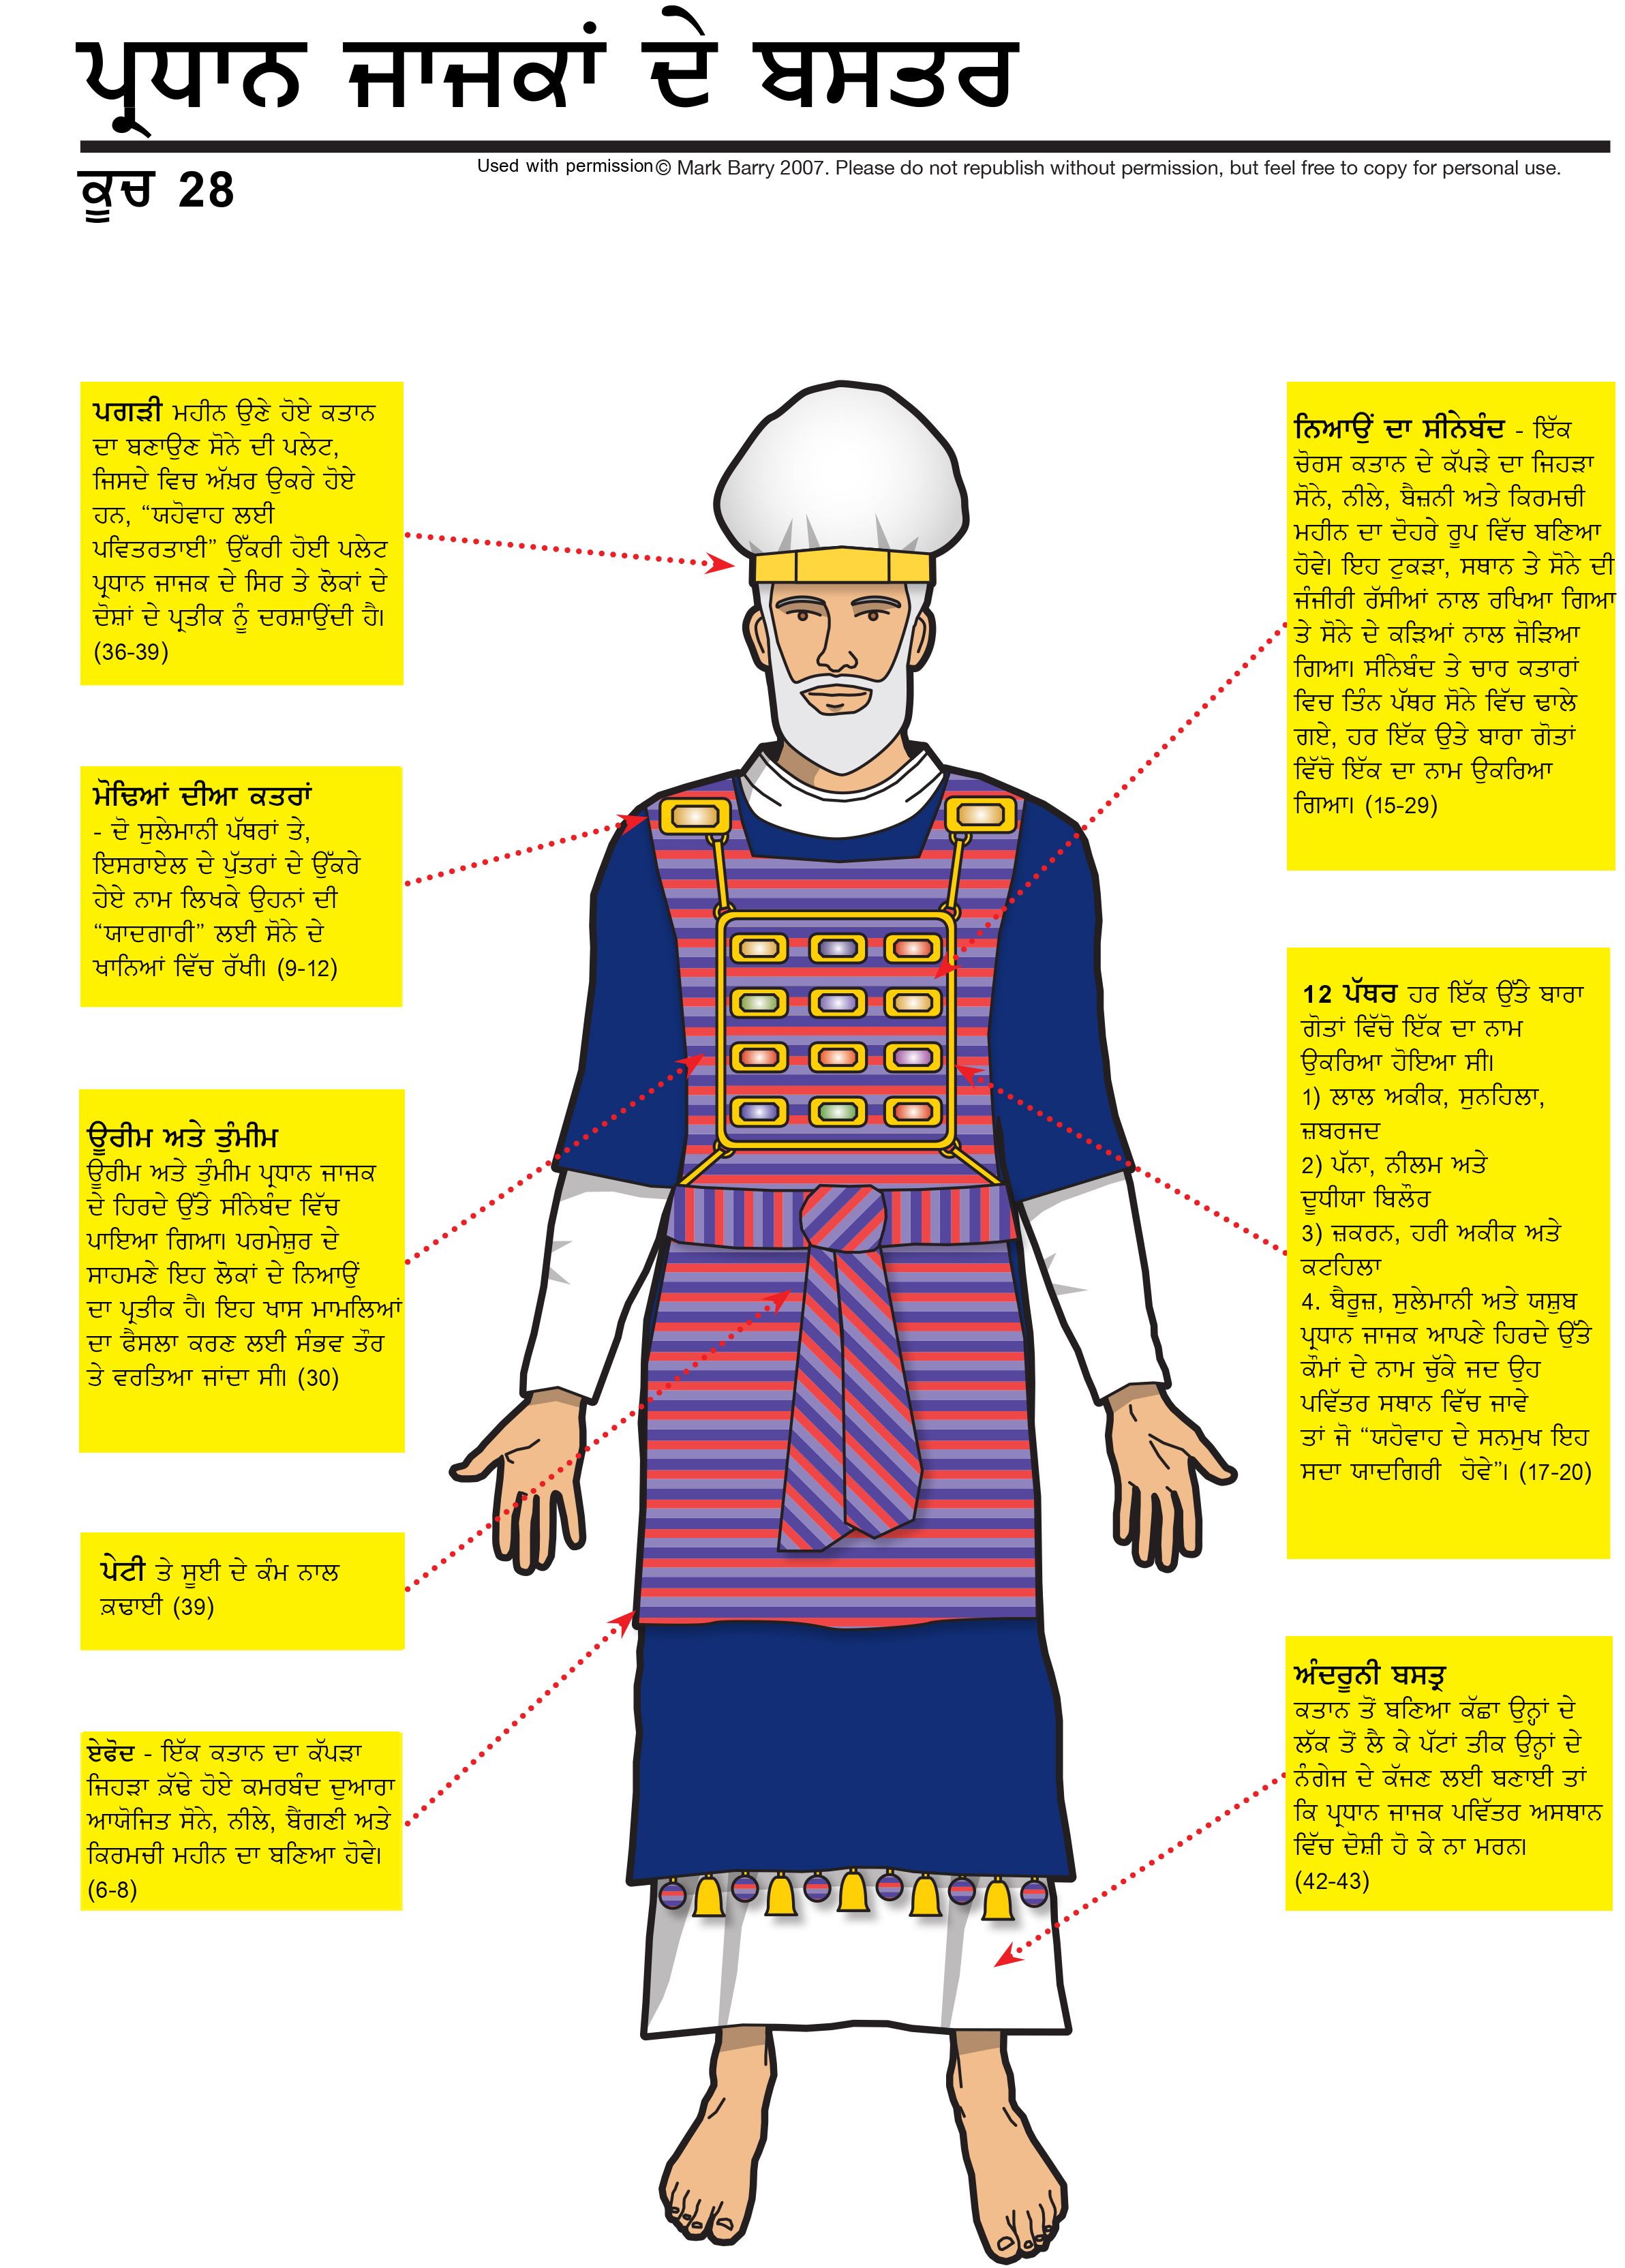 ਪ੍ਰਧਾਨ ਜਾਜਕਾਂ ਦੇ ਬਸਤਰ
ਕੂਚ 28
Used with permission© Mark Barry 2007. Please do not republish without permission, but feel free to copy for personal use.
ਪਗੜੀ ਮਹੀਨ ਉਣੇ ਹੋਏ ਕਤਾਨ
ਦਾ ਬਣਾਉਣ ਸੋਨੇ ਦੀ ਪਲੇਟ,
ਜਿਸਦੇ ਵਿਚ ਅੱਖ਼ਰ ਉਕਰੇ ਹੋਏ
ਹਨ, “ਯਹੋਵਾਹ ਲਈ
ਪਵਿਤਰਤਾਈ” ਉੱਕਰੀ ਹੋਈ ਪਲੇਟ
ਪ੍ਰਧਾਨ ਜਾਜਕ ਦੇ ਸਿਰ ਤੇ ਲੋਕਾਂ ਦੇ
ਦੋਸ਼ਾਂ ਦੇ ਪ੍ਰਤੀਕ ਨੂੰ ਦਰਸ਼ਾਉਂਦੀ ਹੈ।
(36-39)
ਮੋਢਿਆਂ ਦੀਆ ਕਤਰਾਂ
- ਦੋ ਸੁਲੇਮਾਨੀ ਪੱਥਰਾਂ ਤੇ,
ਇਸਰਾਏਲ ਦੇ ਪੁੱਤਰਾਂ ਦੇ ਉੱਕਰੇ
ਹੋਏ ਨਾਮ ਲਿਖਕੇ ਉਹਨਾਂ ਦੀ
“ਯਾਦਗਾਰੀ” ਲਈ ਸੋਨੇ ਦੇ
ਖਾਨਿਆਂ ਵਿੱਚ ਰੱਖੀ। (9-12)
ਊਰੀਮ ਅਤੇ ਤੁੰਮੀਮ
ਊਰੀਮ ਅਤੇ ਤੁੰਮੀਮ ਪ੍ਰਧਾਨ ਜਾਜਕ
ਦੇ ਹਿਰਦੇ ਉੱਤੇ ਸੀਨੇਬੰਦ ਵਿੱਚ
ਪਾਇਆ ਗਿਆ। ਪਰਮੇਸ਼ੁਰ ਦੇ
ਸਾਹਮਣੇ ਇਹ ਲੋਕਾਂ ਦੇ ਨਿਆਉਂ
ਦਾ ਪ੍ਰਤੀਕ ਹੈ। ਇਹ ਖਾਸ ਮਾਮਲਿਆਂ
ਦਾ ਫੈਸਲਾ ਕਰਣ ਲਈ ਸੰਭਵ ਤੌਰ
ਤੇ ਵਰਤਿਆ ਜਾਂਦਾ ਸੀ। (30)
ਪੇਟੀ ਤੇ ਸੂਈ ਦੇ ਕੰਮ ਨਾਲ
ਕ਼ਢਾਈ (39)
ਏਫੋਦ - ਇੱਕ ਕਤਾਨ ਦਾ ਕੱਪੜਾ
ਜਿਹੜਾ ਕ਼ੱਢੇ ਹੋਏ ਕਮਰਬੰਦ ਦੁਆਰਾ
ਆਯੋਜਿਤ ਸੋਨੇ, ਨੀਲੇ, ਬੈਂਗਣੀ ਅਤੇ
ਕਿਰਮਚੀ ਮਹੀਨ ਦਾ ਬਣਿਆ ਹੋਵੇ।
(6-8)
ਨਿਆਉਂ ਦਾ ਸੀਨੇਬੰਦ - ਇੱਕ
ਚੋਰਸ ਕਤਾਨ ਦੇ ਕੱਪੜੇ ਦਾ ਜਿਹੜਾ
ਸੋਨੇ, ਨੀਲੇ, ਬੈਜ਼ਨੀ ਅਤੇ ਕਿਰਮਚੀ
ਮਹੀਨ ਦਾ ਦੋਹਰੇ ਰੂਪ ਵਿੱਚ ਬਣਿਆ
ਹੋਵੇ। ਇਹ ਟੁਕੜਾ, ਸਥਾਨ ਤੇ ਸੋਨੇ ਦੀ
ਜੰਜੀਰੀ ਰੱਸੀਆਂ ਨਾਲ ਰਖਿਆ ਗਿਆ
ਤੇ ਸੋਨੇ ਦੇ ਕੜਿਆਂ ਨਾਲ ਜੋੜਿਆ
ਗਿਆ। ਸੀਨੇਬੰਦ ਤੇ ਚਾਰ ਕਤਾਰਾਂ
ਵਿਚ ਤਿੰਨ ਪੱਥਰ ਸੋਨੇ ਵਿੱਚ ਢਾਲੇ
ਗਏ, ਹਰ ਇੱਕ ਉਤੇ ਬਾਰਾ ਗੋਤਾਂ
ਵਿੱਚੋ ਇੱਕ ਦਾ ਨਾਮ ਉਕਰਿਆ
ਗਿਆ। (15-29)
12 ਪੱਥਰ ਹਰ ਇੱਕ ਉੱਤੇ ਬਾਰਾ
ਗੋਤਾਂ ਵਿੱਚੋ ਇੱਕ ਦਾ ਨਾਮ
ਉਕਰਿਆ ਹੋਇਆ ਸੀ।
1) ਲਾਲ ਅਕੀਕ, ਸੁਨਹਿਲਾ,
ਜ਼ਬਰਜਦ
2) ਪੱਨਾ, ਨੀਲਮ ਅਤੇ
ਦੂਧੀਯਾ ਬਿਲੌਰ
3) ਜ਼ਕਰਨ, ਹਰੀ ਅਕੀਕ ਅਤੇ
ਕਟਹਿਲਾ
4. ਬੈਰੂਜ਼, ਸੁਲੇਮਾਨੀ ਅਤੇ ਯਸ਼ੁਬ
ਪ੍ਰਧਾਨ ਜਾਜਕ ਆਪਣੇ ਹਿਰਦੇ ਉੱਤੇ
ਕੌਮਾਂ ਦੇ ਨਾਮ ਚੁੱਕੇ ਜਦ ਉਹ
ਪਵਿੱਤਰ ਸਥਾਨ ਵਿੱਚ ਜਾਵੇ
ਤਾਂ ਜੋ “ਯਹੋਵਾਹ ਦੇ ਸਨਮੁਖ ਇਹ
ਸਦਾ ਯਾਦਗਿਰੀ ਹੋਵੇ”। (17-20)
ਅੰਦਰੂਨੀ ਬਸਤ੍ਰ
ਕਤਾਨ ਤੋਂ ਬਣਿਆ ਕੱਛਾ ਉਨ੍ਹਾਂ ਦੇ
ਲੱਕ ਤੋਂ ਲੈ ਕੇ ਪੱਟਾਂ ਤੀਕ ਉਨ੍ਹਾਂ ਦੇ
ਨੰਗੇਜ ਦੇ ਕੱਜਣ ਲਈ ਬਣਾਈ ਤਾਂ
ਕਿ ਪ੍ਰਧਾਨ ਜਾਜਕ ਪਵਿੱਤਰ ਅਸਥਾਨ
ਵਿੱਚ ਦੋਸ਼ੀ ਹੋ ਕੇ ਨਾ ਮਰਨ।
(42-43)